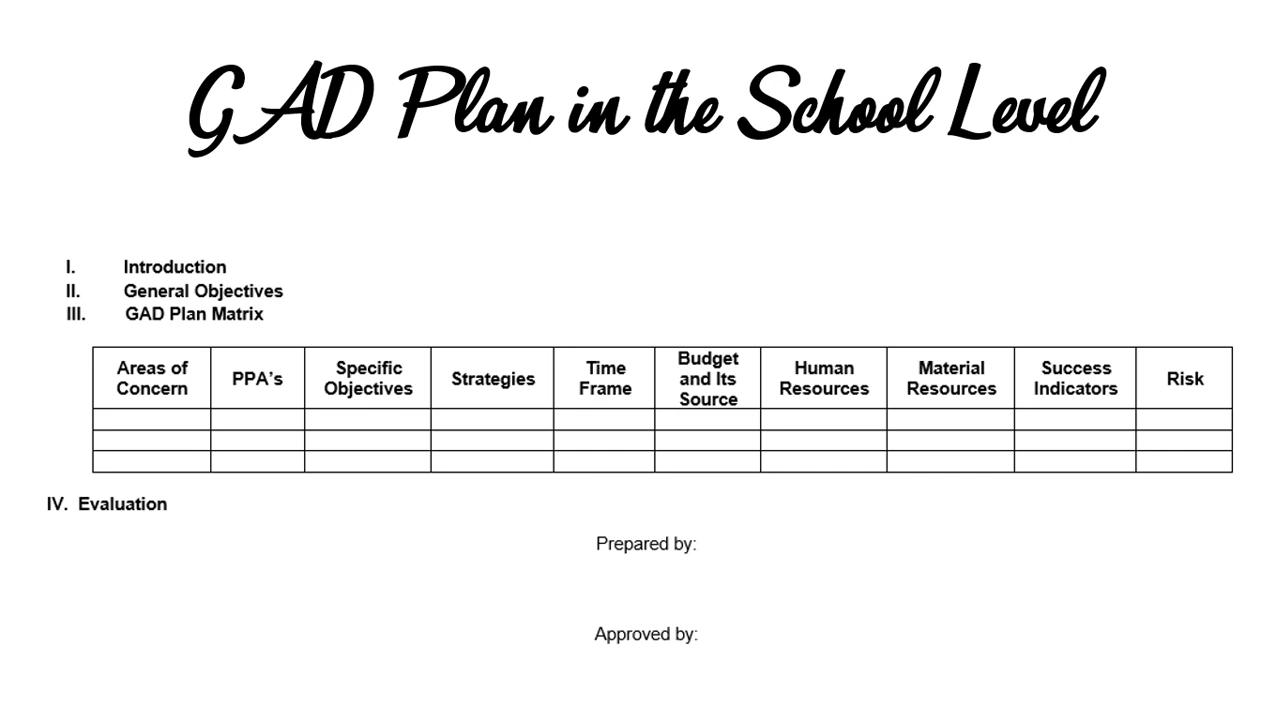 GAD Plan in the School Level
I. Introduction
II. General Objectives
III. GAD Plan Matrix
Areas of Concern
PPA's
Specific Objectives
Strategies
Time Frame
Budget and Its Source
Human Resources
Material Resources
Success Indicators
Risk
IV. Evaluation
Prepared by:
Approved by: